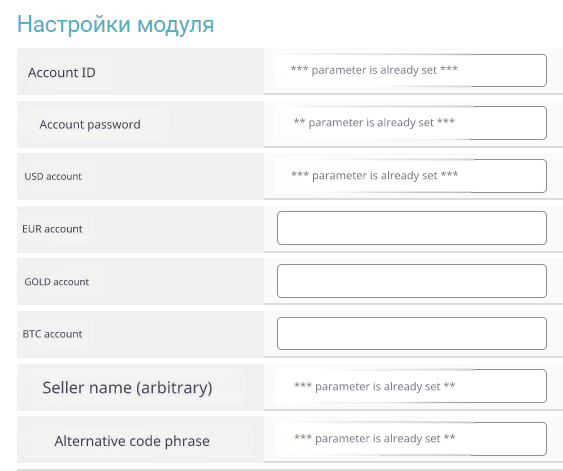 Настройки модуля
Account ID *** parameter is already set ***
Account password ** parameter is already set ***
USD account *** parameter is already set ***
EUR account
GOLD account
BTC account
Seller name (arbitrary) *** parameter is already set **
Alternative code phrase *** parameter is already set **